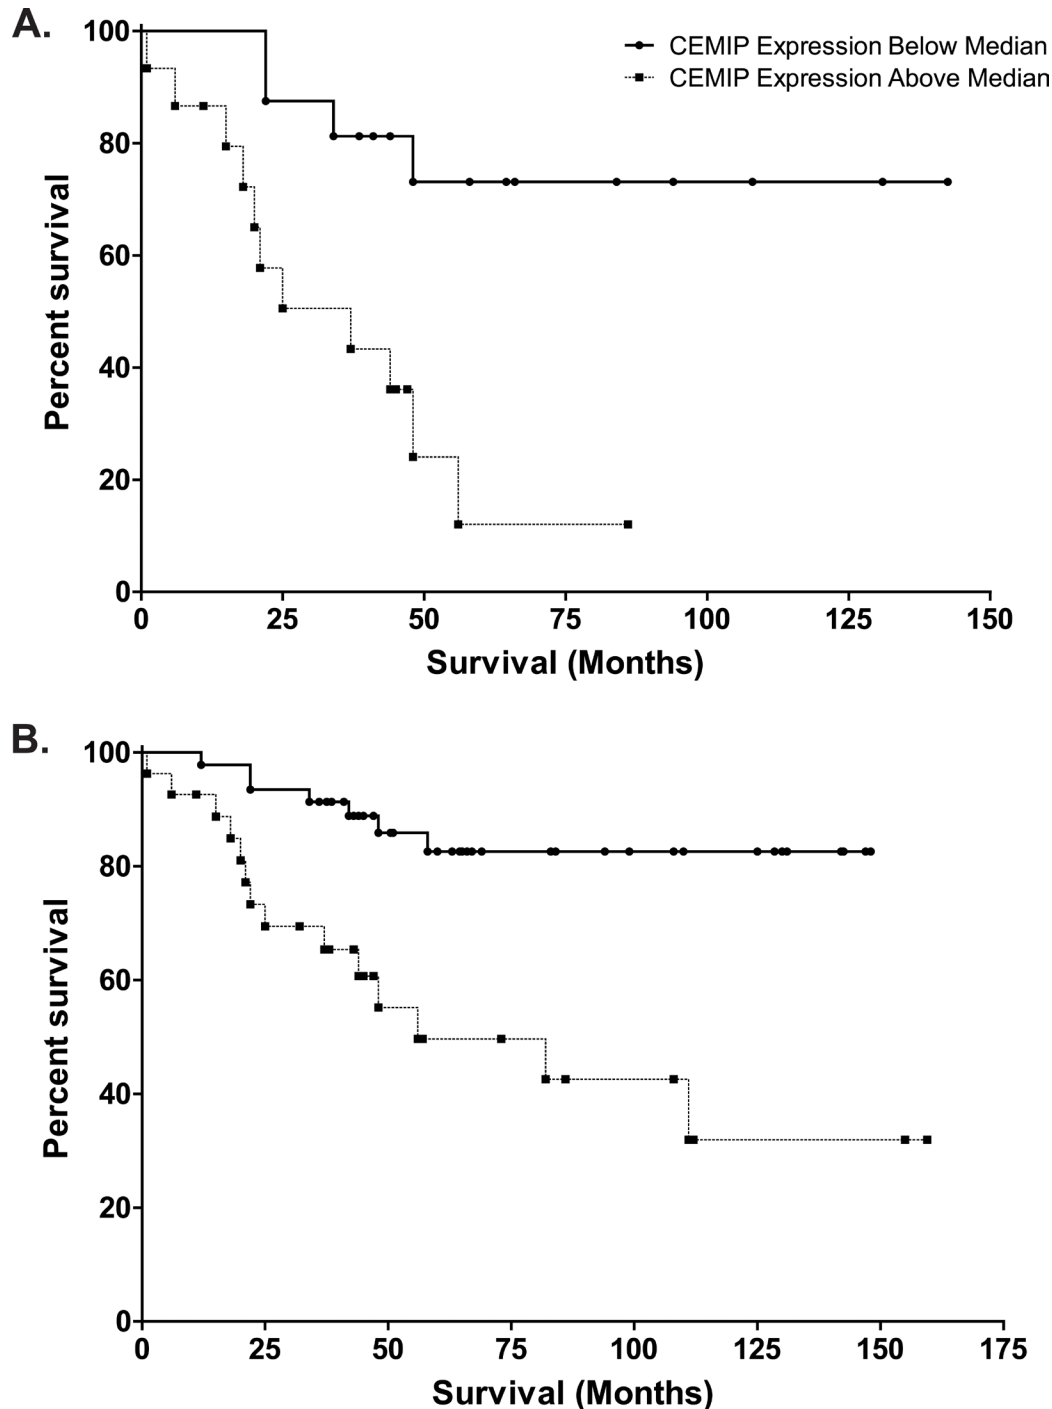 A.
100
80
60
40
20
0
Percent survival
CEMIP Expression Below Median
CEMIP Expression Above Median
0 25 50 75 100 125 150
Survival (Months)
B.
100
80
60
40
20
0
Percent survival
0 25 50 75 100 125 150 175
Survival (Months)